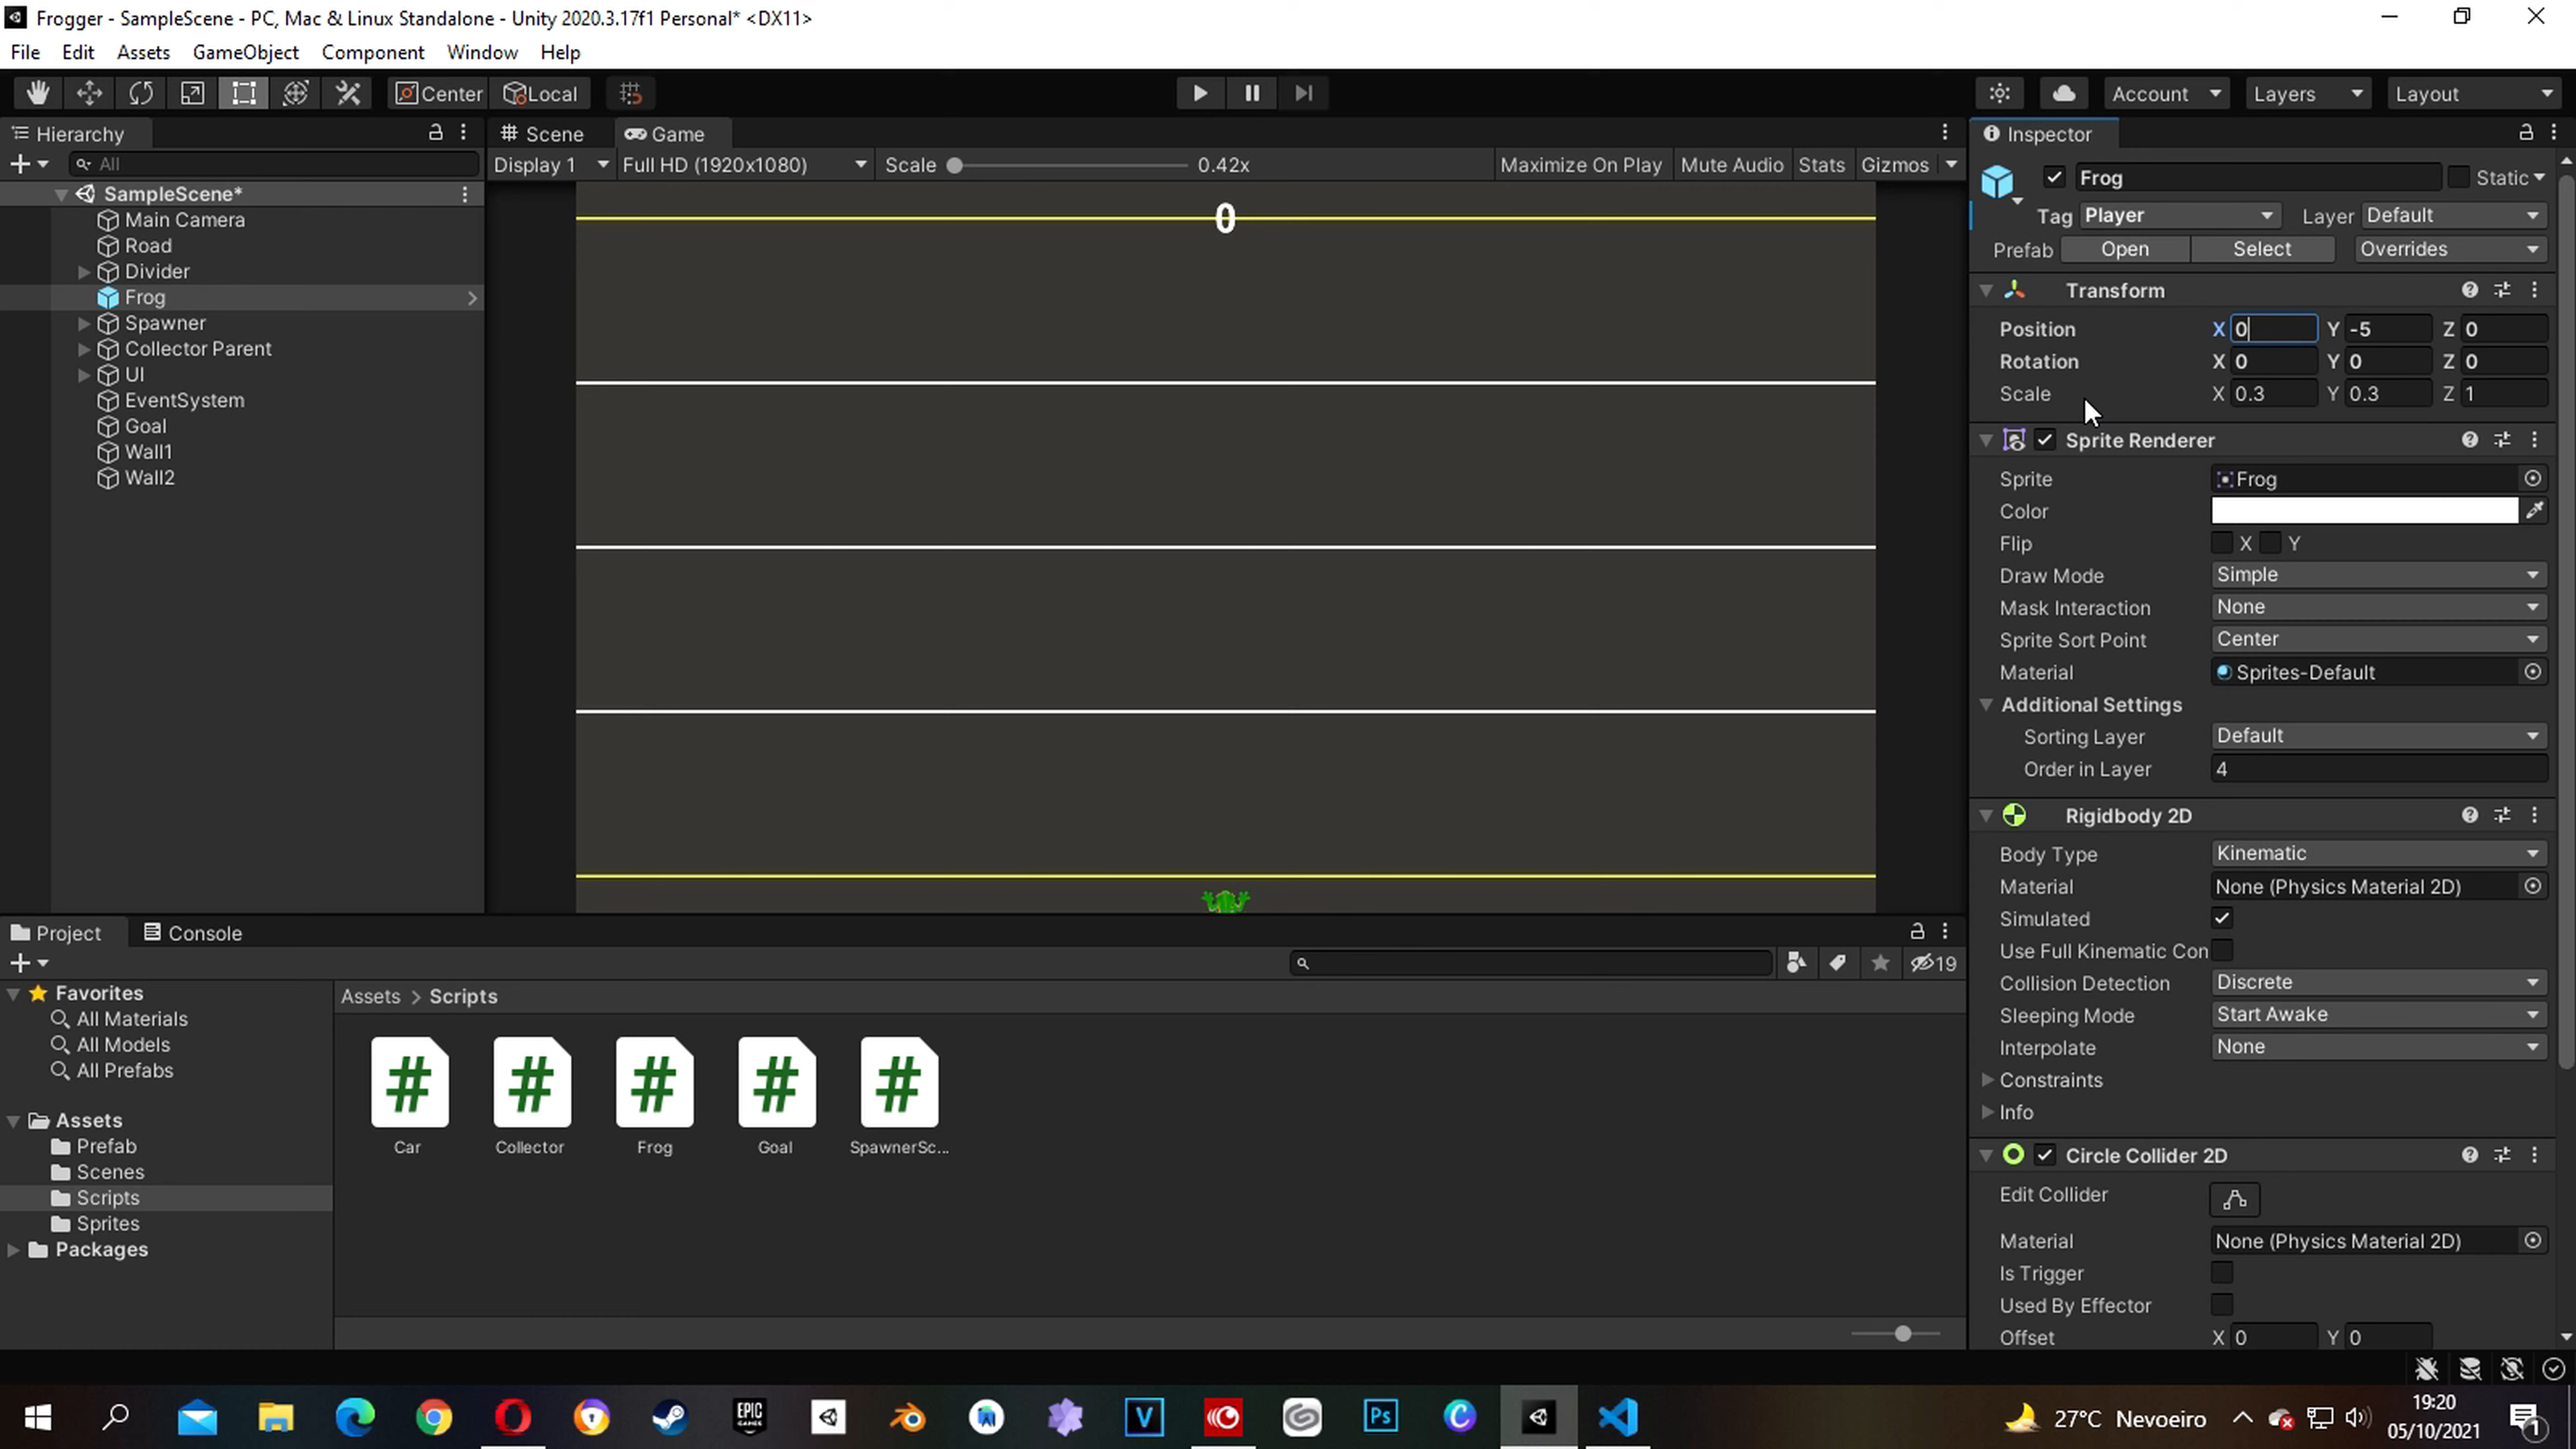 Frogger - SampleScene - PC, Mac & Linux Standalone - Unity 2020.3.17f1 Personal* <DX11>
File Edit Assets GameObject Component Window Help
Center Local Account Layers Layout
Hierarchy
All
SampleScene*
Main Camera
Road
Divider
Frog
Spawner
Collector Parent
UI
EventSystem
Goal
Wall1
Wall2
Scene Game
Display 1 Full HD (1920x1080) Scale 0.42x Maximize On Play Mute Audio Stats Gizmos
0
Inspector
Frog Static
Tag Player Layer Default
Prefab Open Select Overrides
Transform
Position X 0 Y -5 Z 0
Rotation X 0 Y 0 Z 0
Scale X 0.3 Y 0.3 Z 1
Sprite Renderer
Sprite Frog
Color
Flip X Y
Draw Mode Simple
Mask Interaction None
Sprite Sort Point Center
Material Sprites-Default
Additional Settings
Sorting Layer Default
Order in Layer 4
Rigidbody 2D
Body Type Kinematic
Material None (Physics Material 2D)
Simulated
Use Full Kinematic Con
Collision Detection Discrete
Sleeping Mode Start Awake
Interpolate None
Constraints
Info
Circle Collider 2D
Edit Collider
Material None (Physics Material 2D)
Is Trigger
Used By Effector
Offset X 0 Y 0
Project Console
19
Favorites
All Materials
All Models
All Prefabs
Assets
Prefab
Scenes
Scripts
Sprites
Packages
Assets > Scripts
# # # # #
Car Collector Frog Goal SpawnerSc...
EPIC GAMES
V
Ps
C
27°C Nevoeiro
19:20
05/10/2021
1